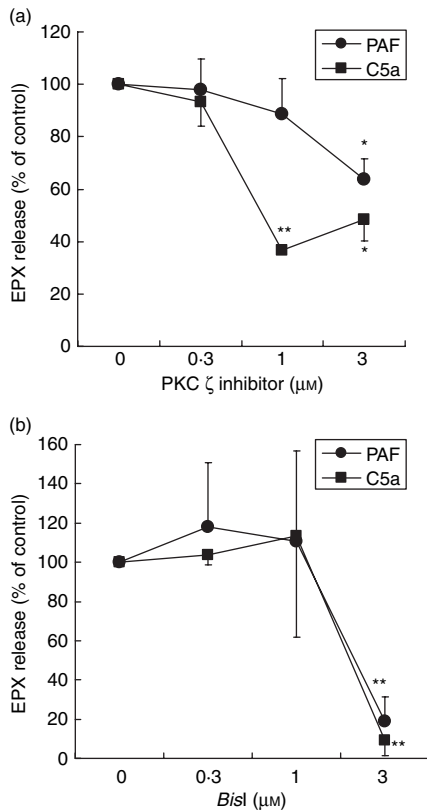 (a)
120
100
80
60
40
20
0
EPX release (% of control)
PAF
C5a
*
**
*
0 0·3 1 3
PKC ζ inhibitor (μM)
(b)
160
140
120
100
80
60
40
20
0
EPX release (% of control)
PAF
C5a
**
**
0 0·3 1 3
BisI (μM)